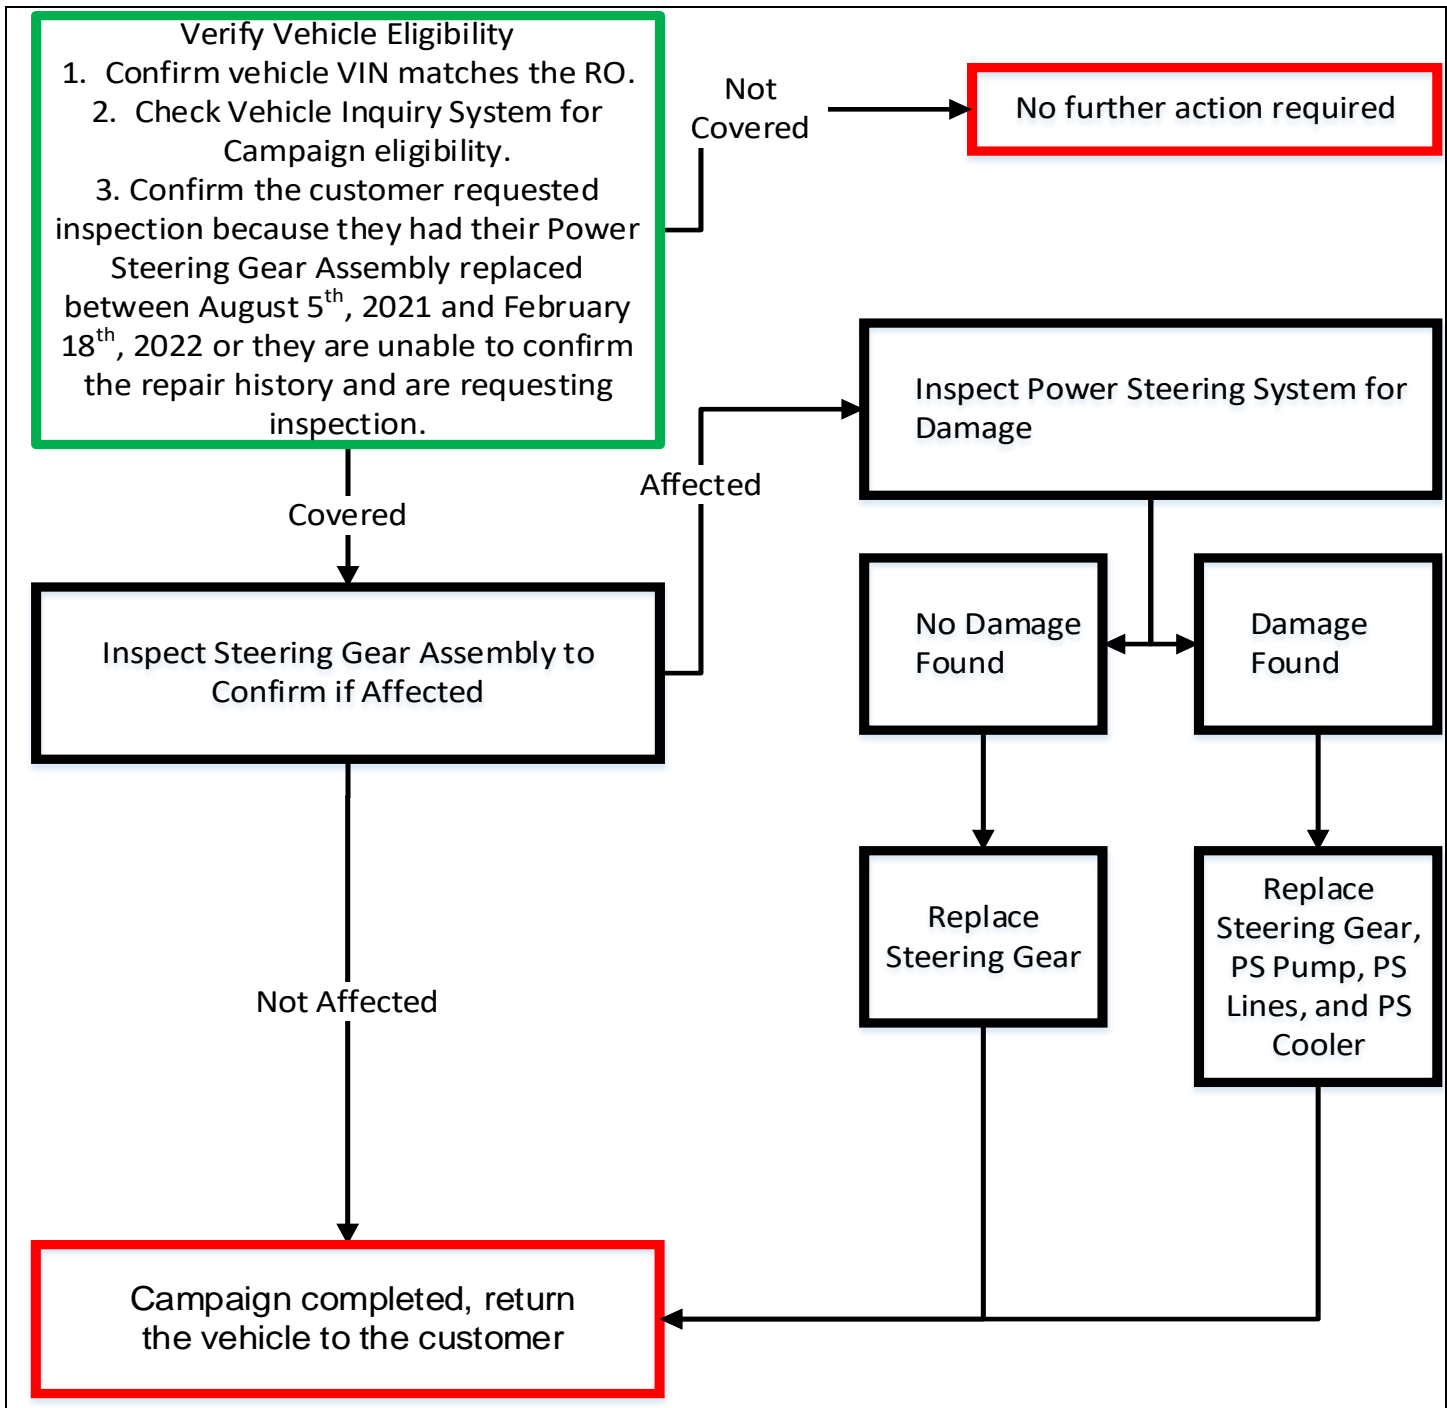 Verify Vehicle Eligibility
1. Confirm vehicle VIN matches the RO.
2. Check Vehicle Inquiry System for
Campaign eligibility.
3. Confirm the customer requested
inspection because they had their Power
Steering Gear Assembly replaced
between August 5th, 2021 and February
18th, 2022 or they are unable to confirm
the repair history and are requesting
inspection.
Not
Covered
No further action required
Covered
Affected
Inspect Power Steering System for
Damage
Inspect Steering Gear Assembly to
Confirm if Affected
No Damage
Found
Damage
Found
Replace
Steering Gear
Replace
Steering Gear,
PS Pump, PS
Lines, and PS
Cooler
Not Affected
Campaign completed, return
the vehicle to the customer